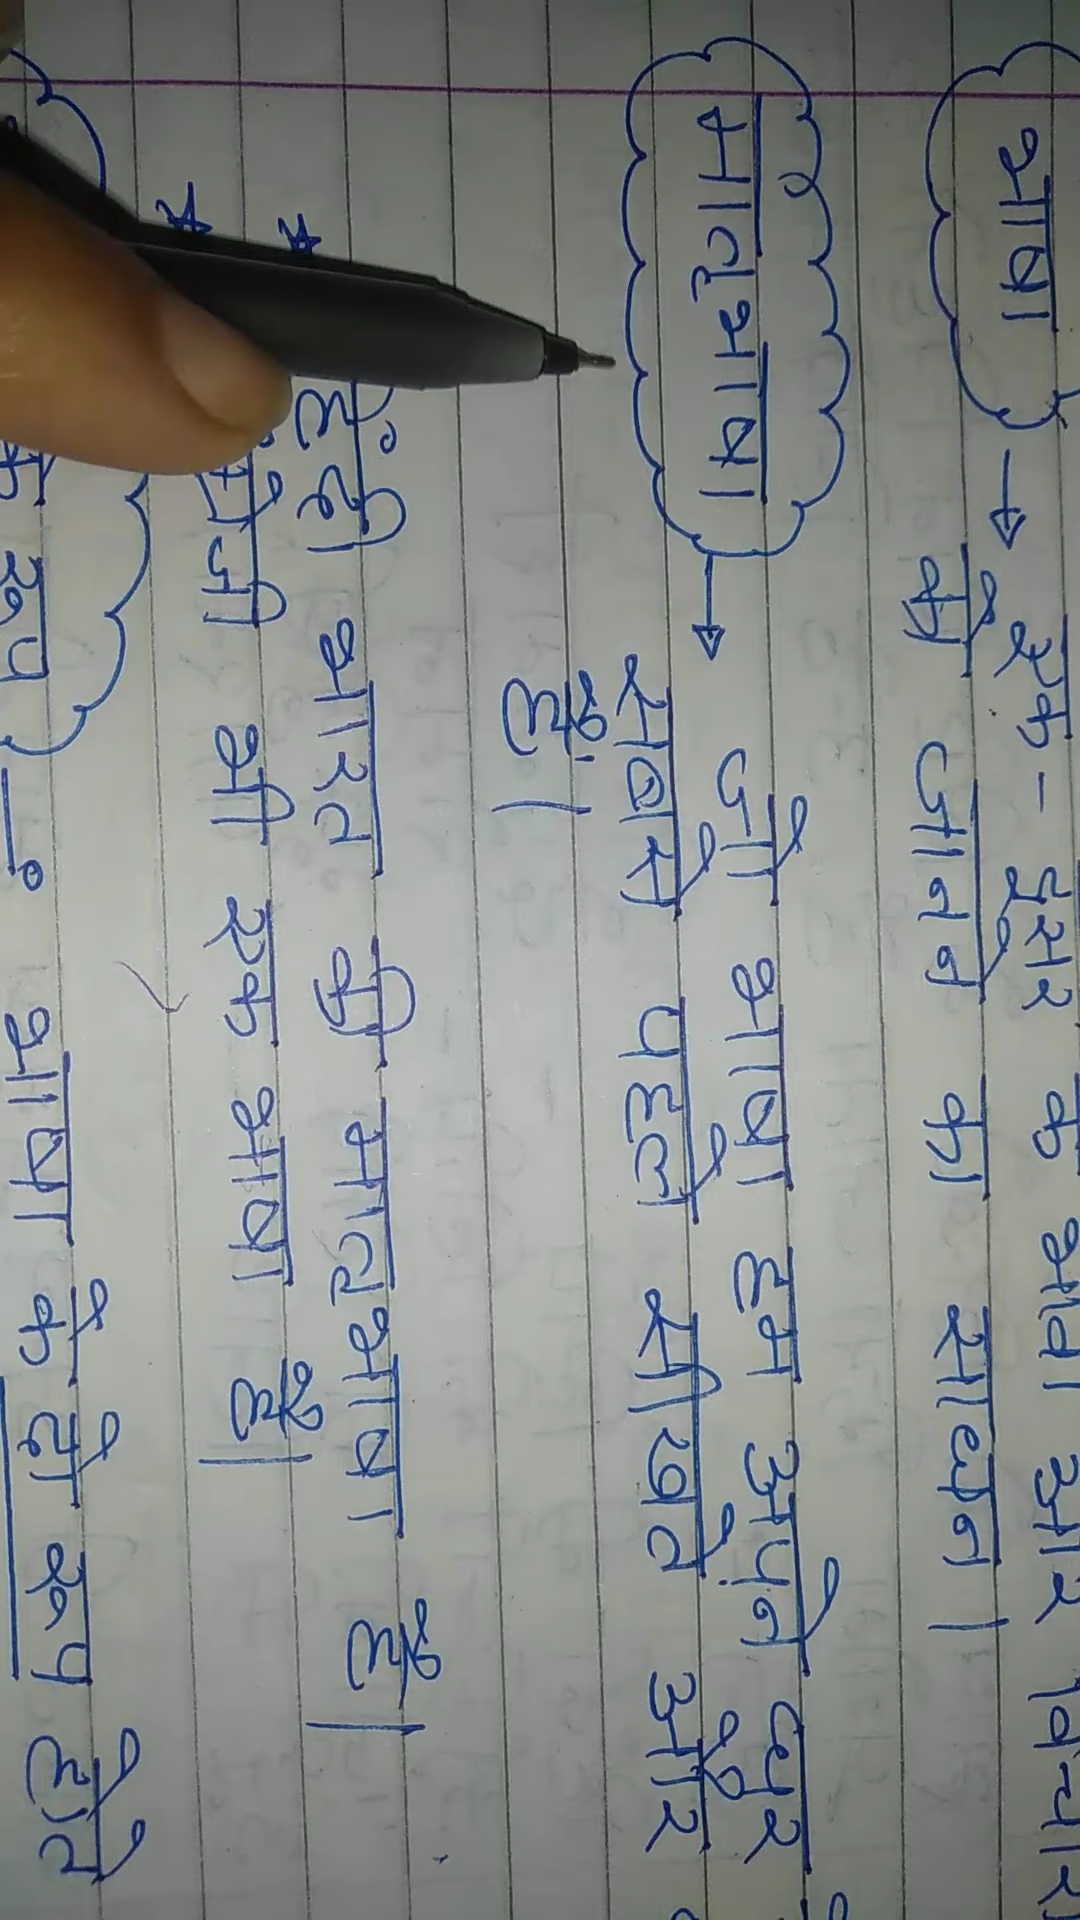 भाषा → एक - दूसरे के भावों और विचारों
को जानने का साधन।
मातृभाषा → जो भाषा हम अपने घर
सबसे पहले सीखते और
हैं।
* हिंदी भारत की मातृभाषा है।
* अंग्रेजी भी एक भाषा है।
के रूप — भाषा के दो रूप होते